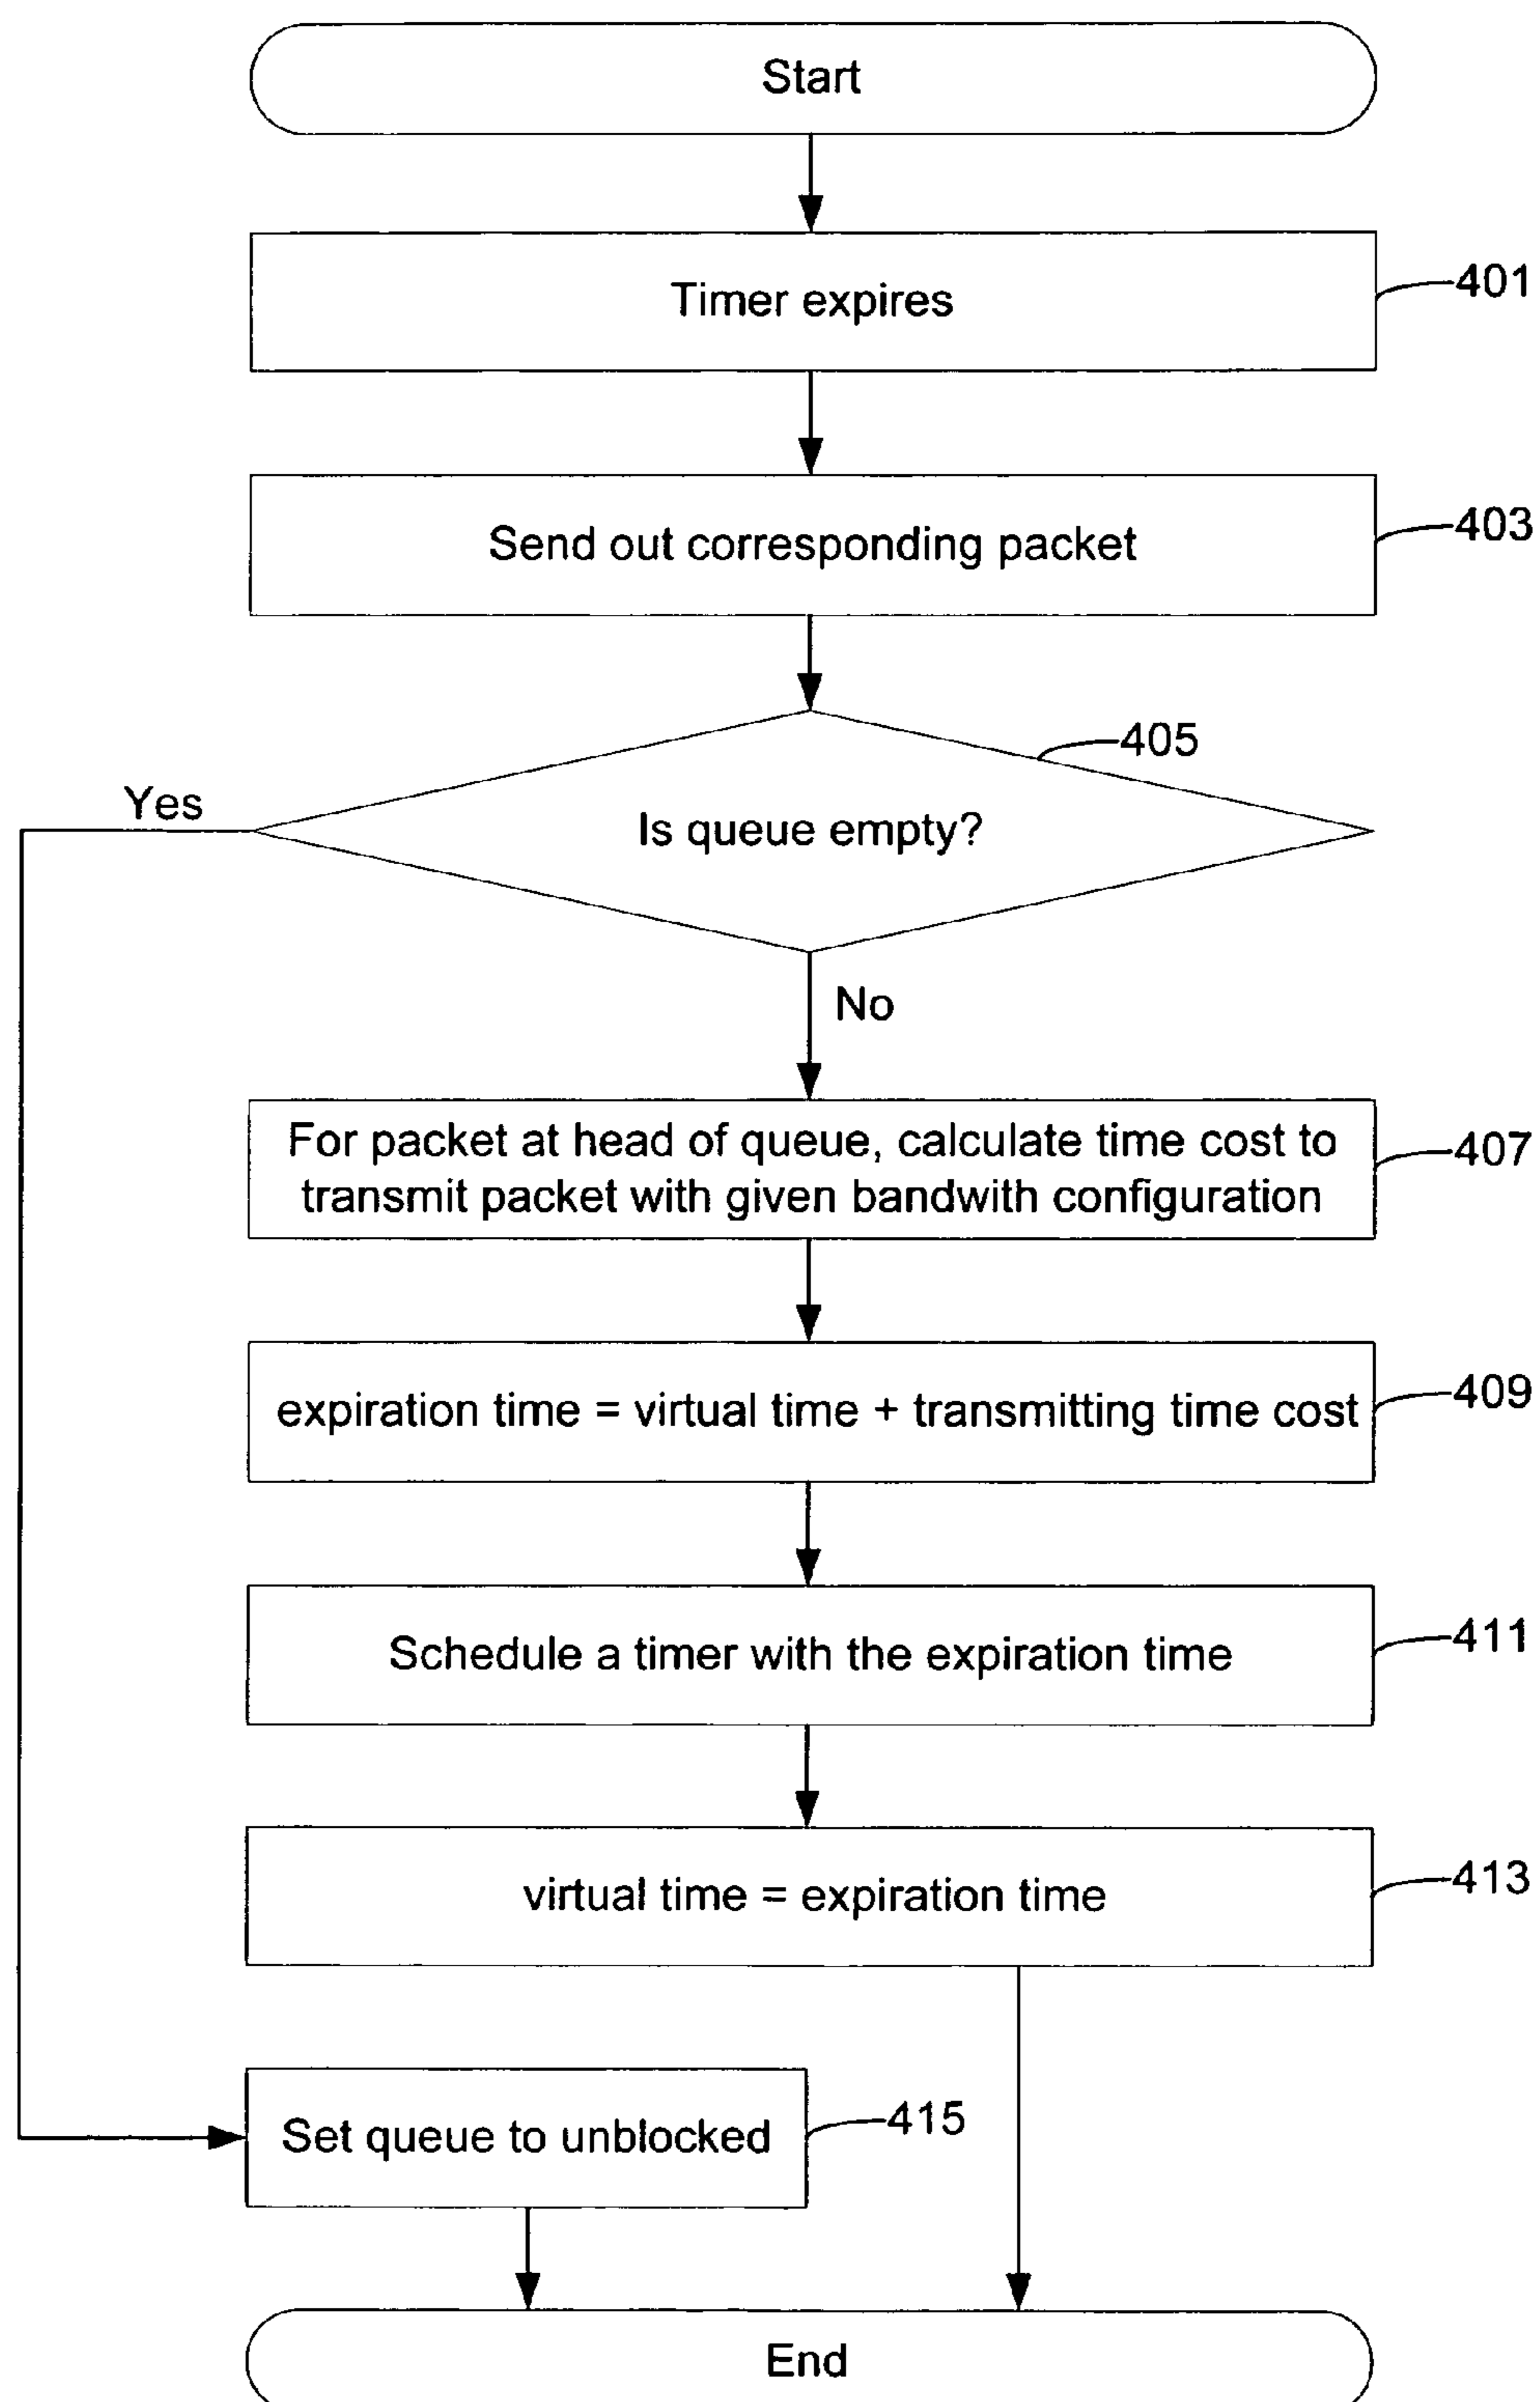 Start
Timer expires
401
Send out corresponding packet
403
405
Yes
Is queue empty?
No
For packet at head of queue, calculate time cost to
transmit packet with given bandwith configuration
407
expiration time = virtual time + transmitting time cost
409
Schedule a timer with the expiration time
411
virtual time = expiration time
413
Set queue to unblocked
415
End